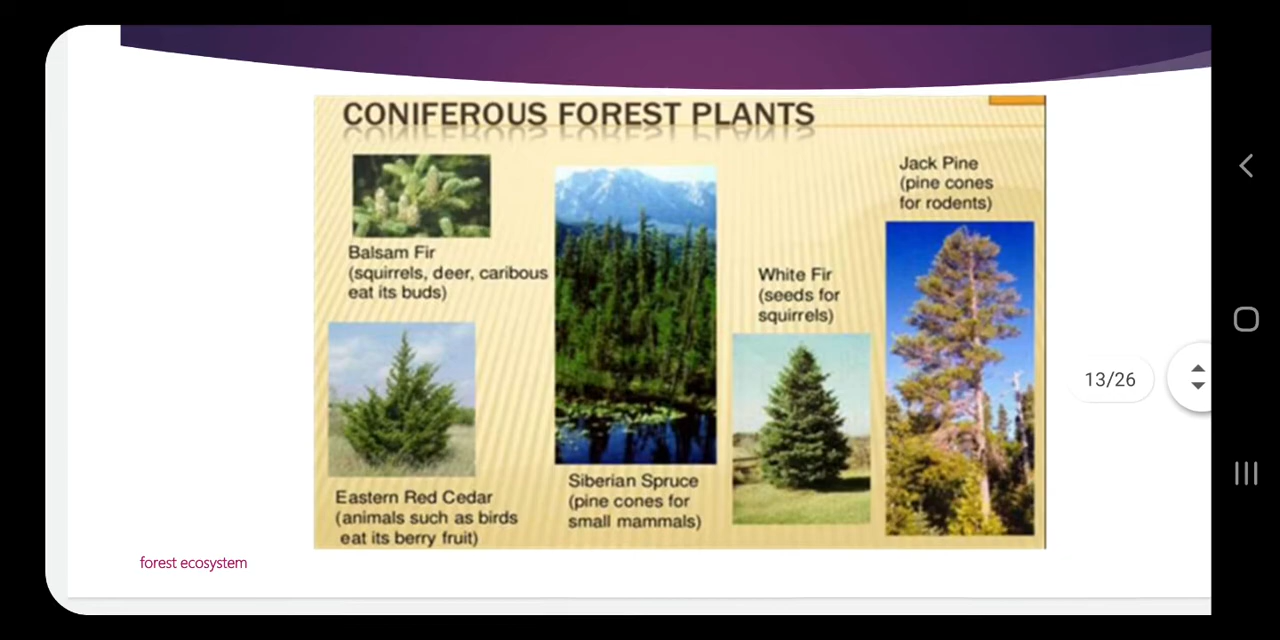 CONIFEROUS FOREST PLANTS
Balsam Fir
(squirrels, deer, caribous
eat its buds)
Eastern Red Cedar
(animals such as birds
eat its berry fruit)
Siberian Spruce
(pine cones for
small mammals)
White Fir
(seeds for
squirrels)
Jack Pine
(pine cones
for rodents)
13/26
forest ecosystem